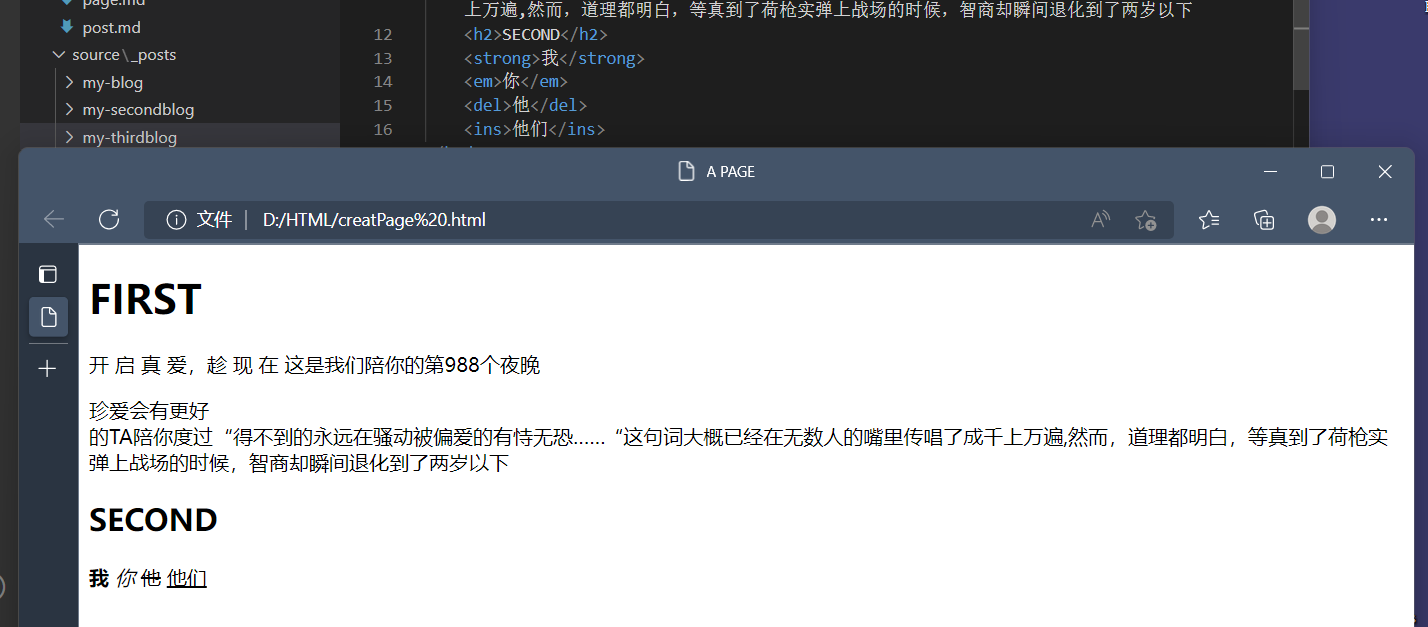 page.md
post.md
source\_posts
my-blog
my-secondblog
my-thirdblog
上万遍,然而，道理都明白，等真到了荷枪实弹上战场的时候，智商却瞬间退化到了两岁以下
12 <h2>SECOND</h2>
13 <strong>我</strong>
14 <em>你</em>
15 <del>他</del>
16 <ins>他们</ins>
A PAGE
文件 D:/HTML/creatPage%20.html
FIRST
开 启 真 爱，趁 现 在 这是我们陪你的第988个夜晚
珍爱会有更好
的TA陪你度过“得不到的永远在骚动被偏爱的有恃无恐……“这句词大概已经在无数人的嘴里传唱了成千上万遍,然而，道理都明白，等真到了荷枪实
弹上战场的时候，智商却瞬间退化到了两岁以下
SECOND
我 你 他 他们